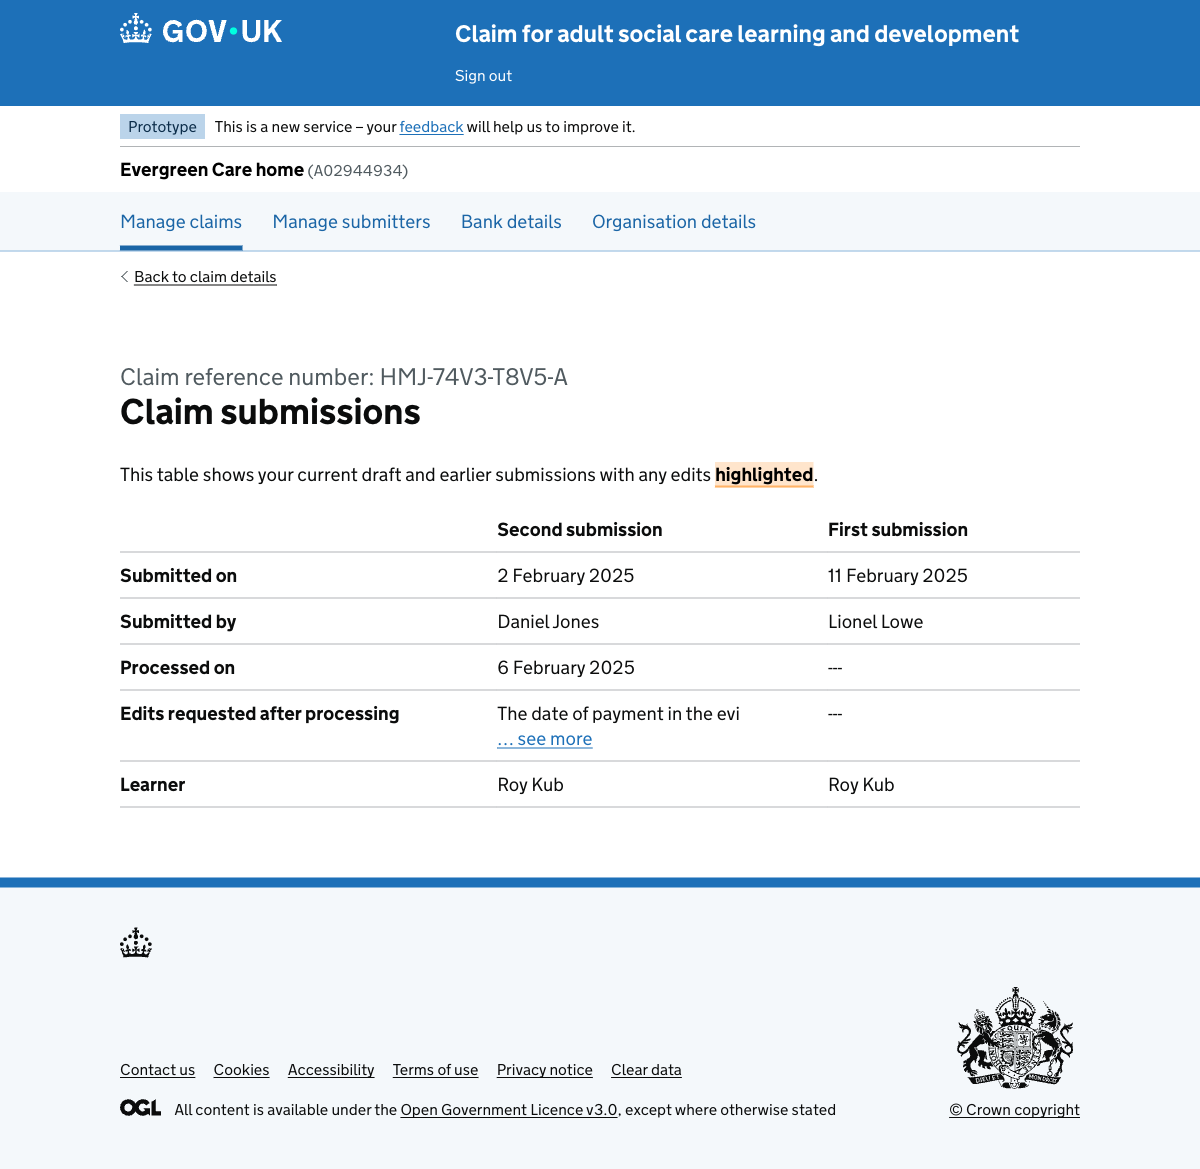 GOV·UK
Claim for adult social care learning and development
Sign out
Prototype This is a new service – your feedback will help us to improve it.
Evergreen Care home (A02944934)
Manage claims Manage submitters Bank details Organisation details
Back to claim details
Claim reference number: HMJ-74V3-T8V5-A
Claim submissions
This table shows your current draft and earlier submissions with any edits highlighted.
Second submission First submission
Submitted on 2 February 2025 11 February 2025
Submitted by Daniel Jones Lionel Lowe
Processed on 6 February 2025 ---
Edits requested after processing The date of payment in the evi ---
… see more
Learner Roy Kub Roy Kub
Contact us Cookies Accessibility Terms of use Privacy notice Clear data
OGL All content is available under the Open Government Licence v3.0, except where otherwise stated
© Crown copyright